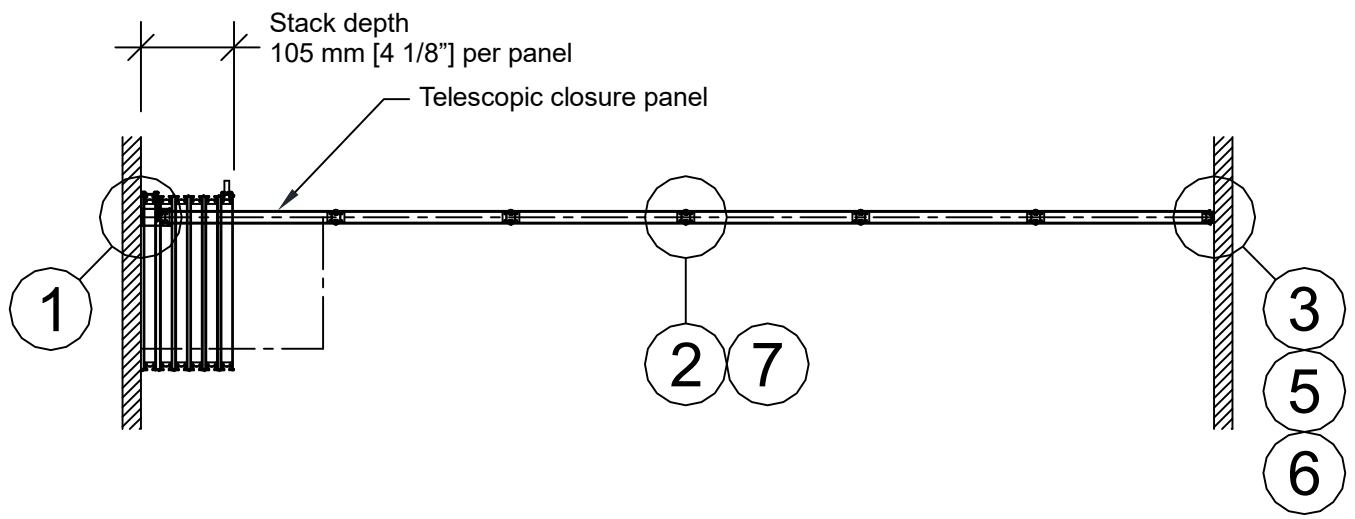 Stack depth
105 mm [4 1/8”] per panel
Telescopic closure panel
1
2 7
3
5
6